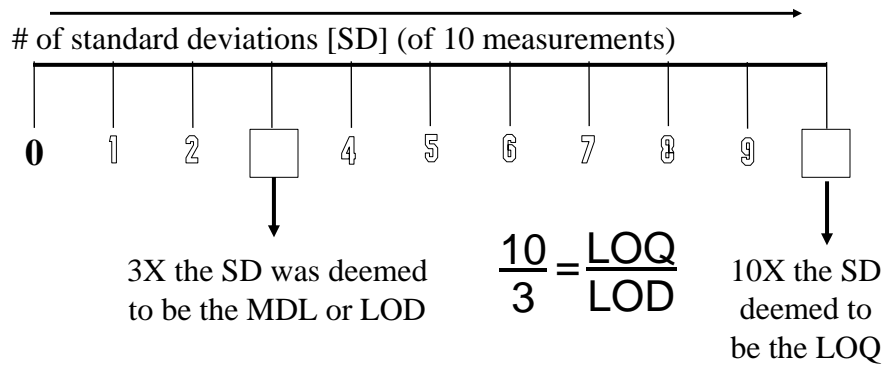 # of standard deviations [SD] (of 10 measurements)
0 1 2 4 5 6 7 8 9
3X the SD was deemed
to be the MDL or LOD
10/3 = LOQ/LOD
10X the SD
deemed to
be the LOQ